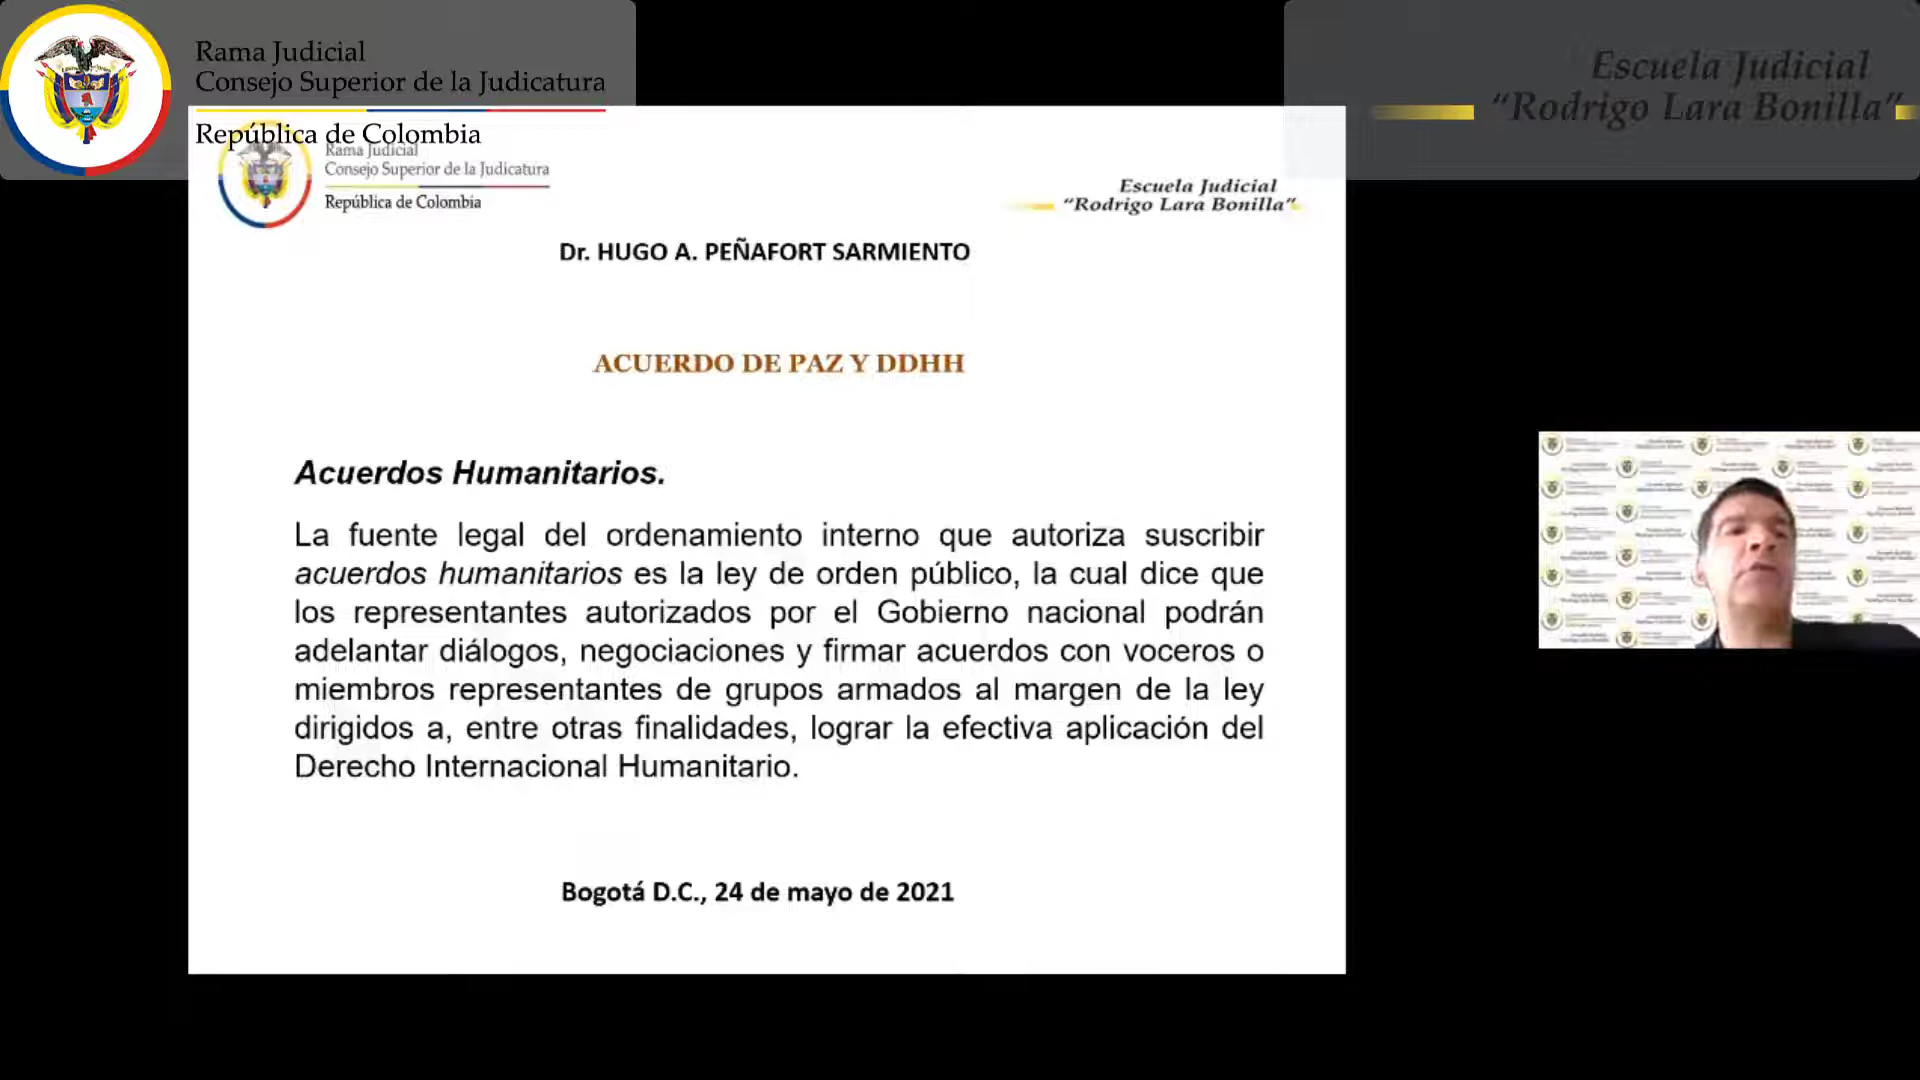 Rama Judicial
Consejo Superior de la Judicatura
República de Colombia
Escuela Judicial
“Rodrigo Lara Bonilla”
Rama Judicial
Consejo Superior de la Judicatura
República de Colombia
Escuela Judicial
“Rodrigo Lara Bonilla”
Dr. HUGO A. PEÑAFORT SARMIENTO
ACUERDO DE PAZ Y DDHH
Acuerdos Humanitarios.
La fuente legal del ordenamiento interno que autoriza suscribir
acuerdos humanitarios es la ley de orden público, la cual dice que
los representantes autorizados por el Gobierno nacional podrán
adelantar diálogos, negociaciones y firmar acuerdos con voceros o
miembros representantes de grupos armados al margen de la ley
dirigidos a, entre otras finalidades, lograr la efectiva aplicación del
Derecho Internacional Humanitario.
Bogotá D.C., 24 de mayo de 2021